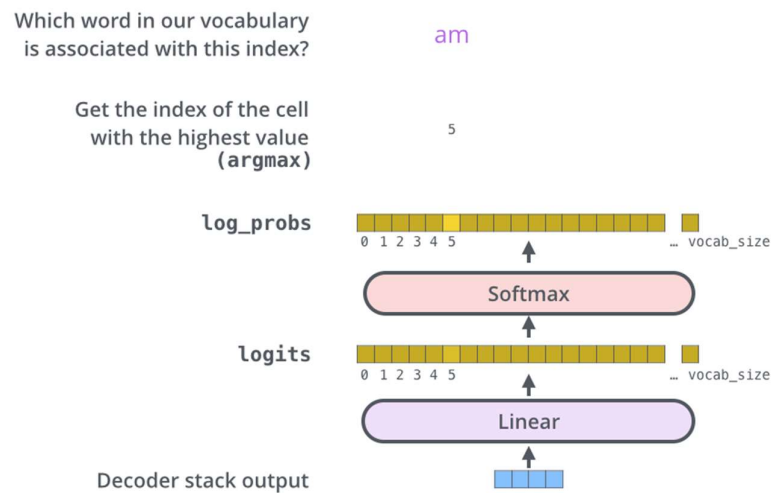 Which word in our vocabulary
is associated with this index?
am
Get the index of the cell
with the highest value
(argmax)
5
log_probs
0 1 2 3 4 5 … vocab_size
Softmax
logits
0 1 2 3 4 5 … vocab_size
Linear
Decoder stack output